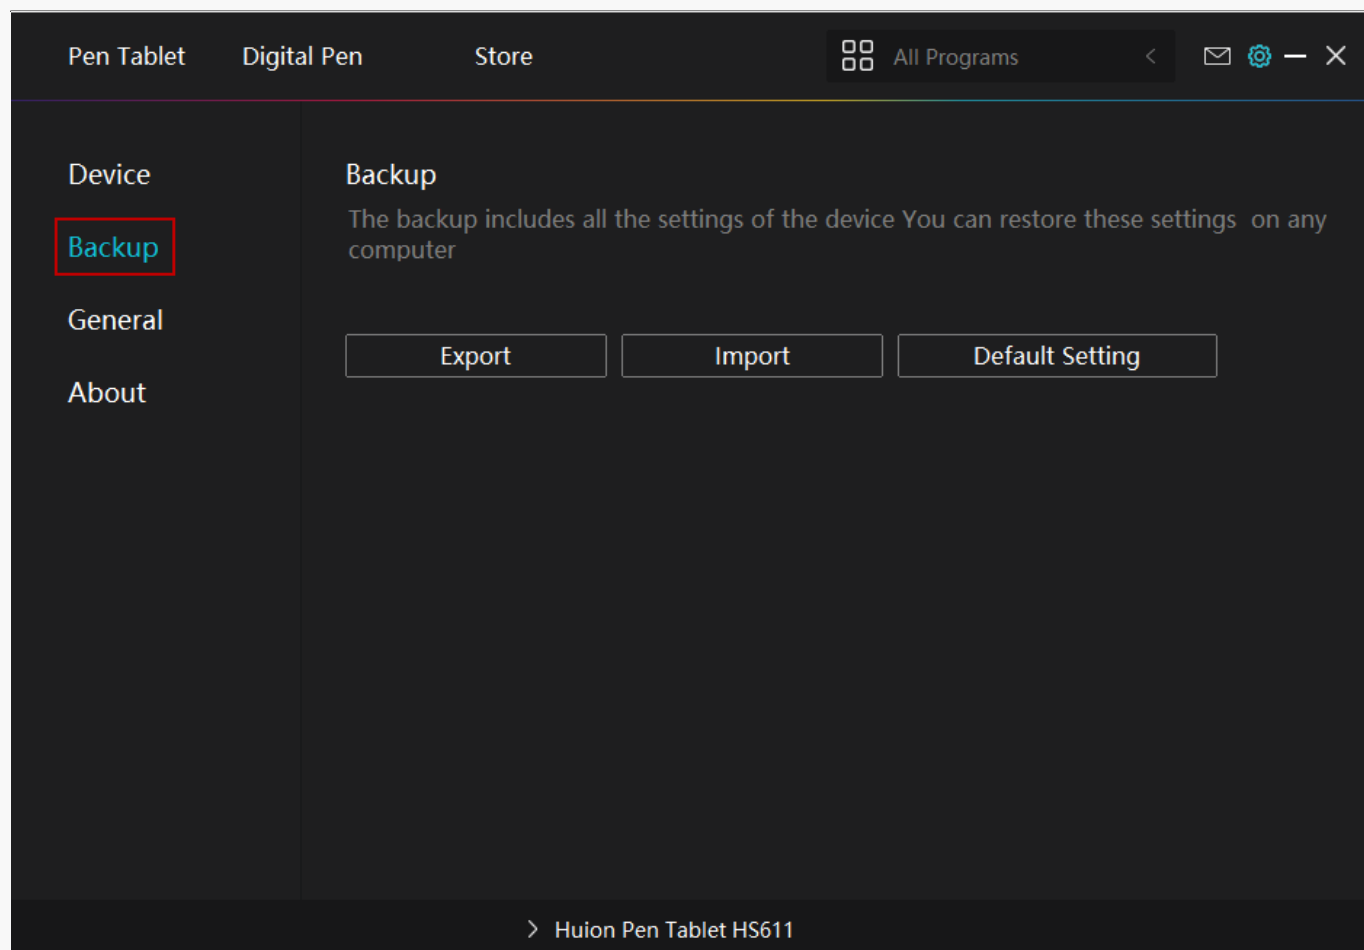 Pen Tablet Digital Pen Store All Programs
Device
Backup
General
About
Backup
The backup includes all the settings of the device You can restore these settings  on any
computer
Export Import Default Setting
Huion Pen Tablet HS611